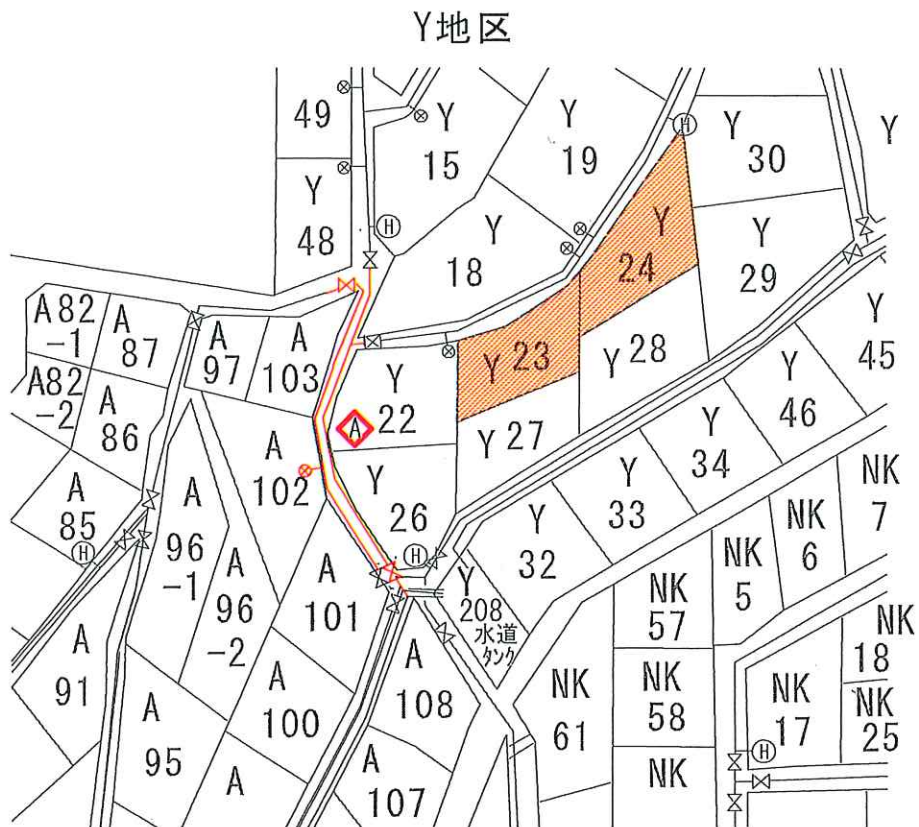 Y地区
49
Y
48
Y
15
Y
19
Y
30
Y
Y
18
Y
24
Y
29
A82
-1
A
87
A
97
A
103
Y 23
Y 28
Y
45
A82
-2
A
86
A
Y
22
Y 27
Y
46
A
102
Y
26
Y
34
NK
7
A
85
H
A
96
-1
A
96
-2
A
101
H
Y
32
Y
33
NK
5
NK
6
Y
208
水道
タンク
NK
57
NK
18
A
91
A
95
A
100
A
108
NK
61
NK
58
NK
17
NK
25
A
A
107
NK
H
H
H